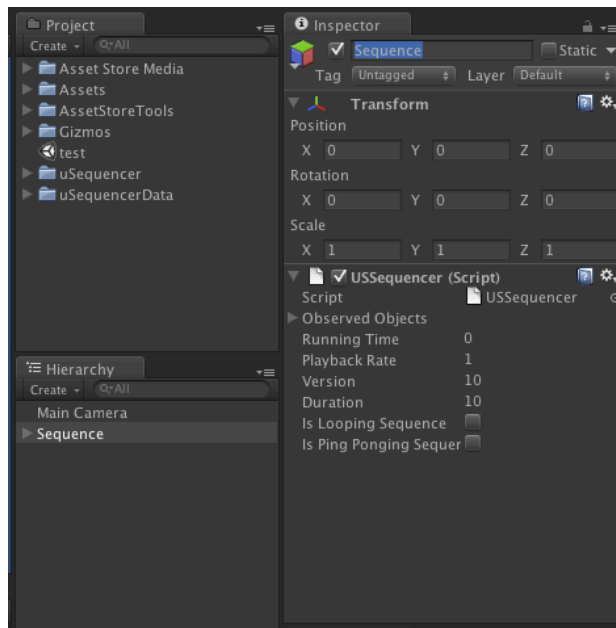 Project
Create
All
Asset Store Media
Assets
AssetStoreTools
Gizmos
test
uSequencer
uSequencerData
Hierarchy
Create
All
Main Camera
Sequence
Inspector
Sequence Static
Tag Untagged Layer Default
Transform
Position
X 0 Y 0 Z 0
Rotation
X 0 Y 0 Z 0
Scale
X 1 Y 1 Z 1
USSequencer (Script)
Script USSequencer
Observed Objects
Running Time 0
Playback Rate 1
Version 10
Duration 10
Is Looping Sequence
Is Ping Ponging Sequer